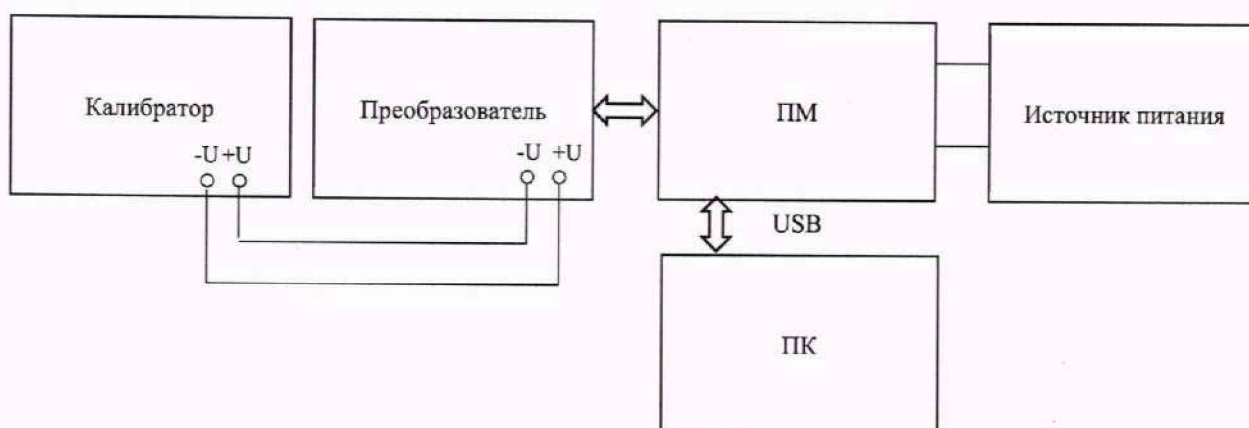 Калибратор
Преобразователь
ПМ
Источник питания
-U +U
-U +U
USB
ПК